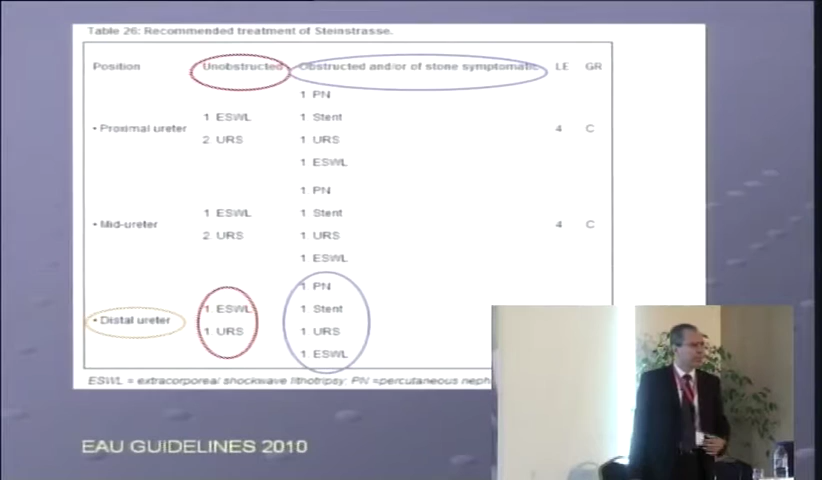 Table 26: Recommended treatment of Steinstrasse.
Position Unobstructed Obstructed and/or of stone symptomatic LE GR
1 PN
1 ESWL 1 Stent
• Proximal ureter 4 C
2 URS 1 URS
1 ESWL
1 PN
1 ESWL 1 Stent
• Mid-ureter 4 C
2 URS 1 URS
1 ESWL
1 PN
1 ESWL 1 Stent
• Distal ureter
1 URS 1 URS
1 ESWL
ESWL = extracorporeal shockwave lithotripsy; PN =percutaneous neph
EAU GUIDELINES 2010